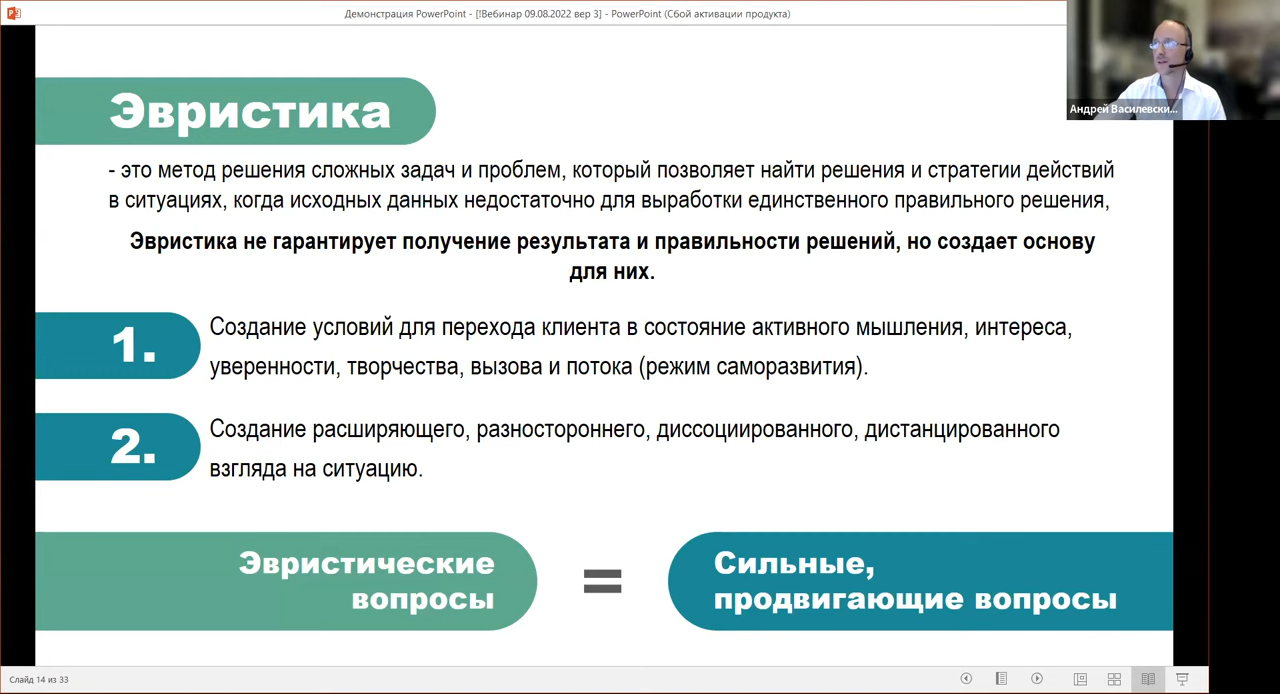 Демонстрация PowerPoint - [!Вебинар 09.08.2022 вер 3] - PowerPoint (Сбой активации продукта)
Андрей Василевски...
Эвристика
- это метод решения сложных задач и проблем, который позволяет найти решения и стратегии действий
в ситуациях, когда исходных данных недостаточно для выработки единственного правильного решения,
Эвристика не гарантирует получение результата и правильности решений, но создает основу
для них.
1.
Создание условий для перехода клиента в состояние активного мышления, интереса,
уверенности, творчества, вызова и потока (режим саморазвития).
2.
Создание расширяющего, разностороннего, диссоциированного, дистанцированного
взгляда на ситуацию.
Эвристические
вопросы
=
Сильные,
продвигающие вопросы
Слайд 14 из 33